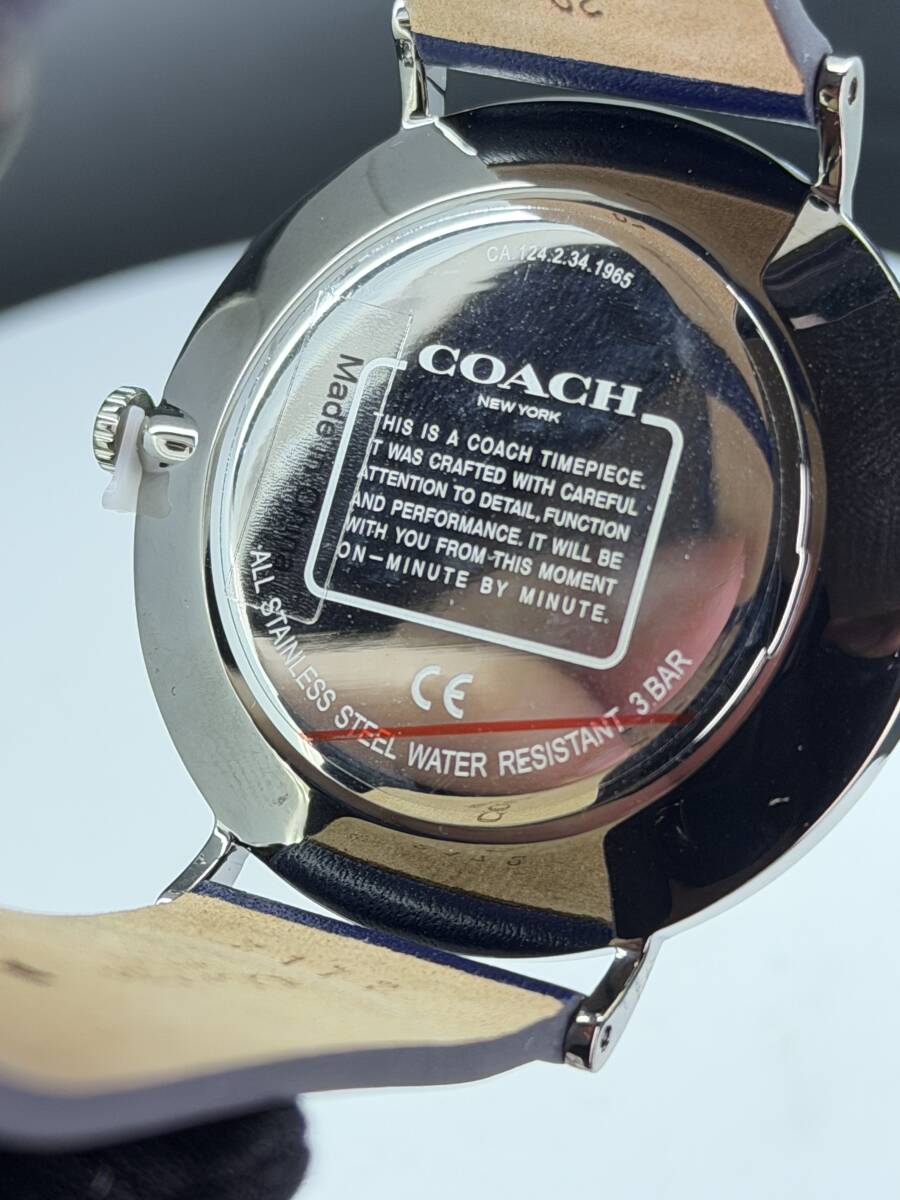 CA.124.2.34.1965
COACH
NEW YORK
THIS IS A COACH TIMEPIECE.
IT WAS CRAFTED WITH CAREFUL
ATTENTION TO DETAIL, FUNCTION
AND PERFORMANCE. IT WILL BE
WITH YOU FROM THIS MOMENT
ON—MINUTE BY MINUTE.
Made in China
CE
ALL STAINLESS STEEL WATER RESISTANT 3.BAR